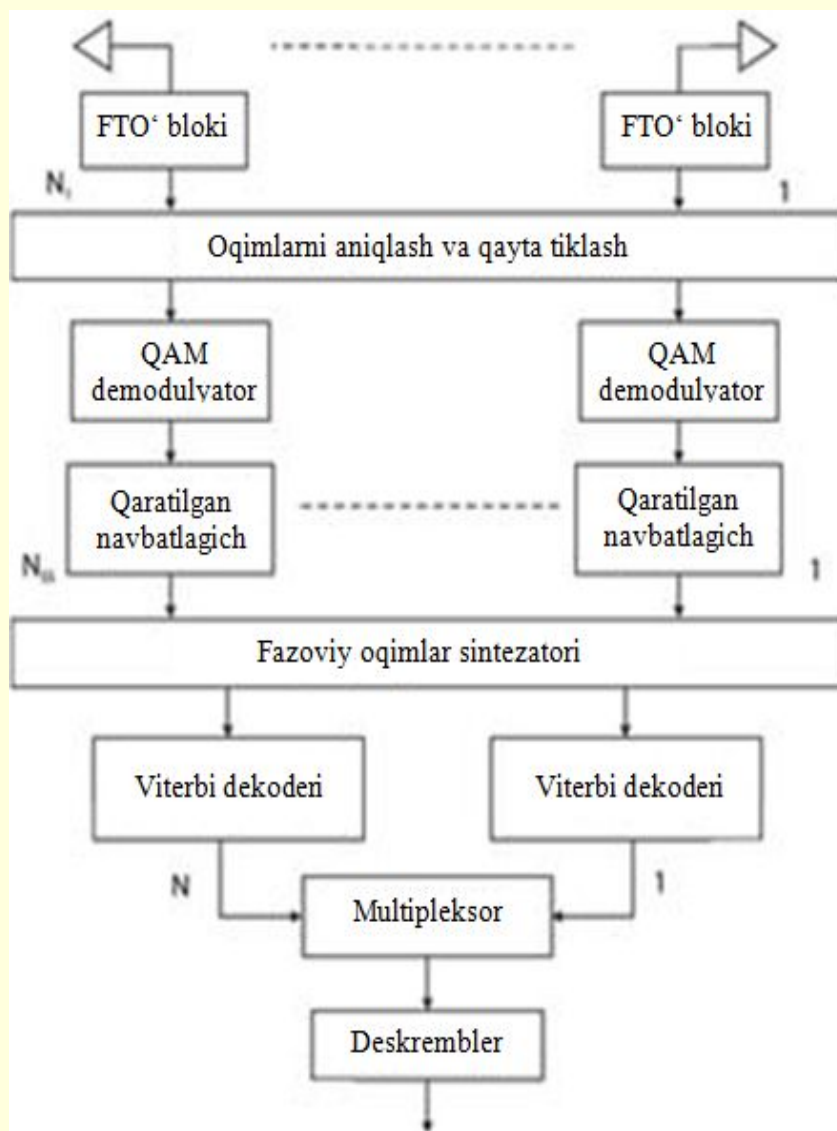 FTO‘ bloki
FTO‘ bloki
1
Oqimlarni aniqlash va qayta tiklash
QAM
demodulyator
QAM
demodulyator
Qaratilgan
navbatlagich
Qaratilgan
navbatlagich
1
Fazoviy oqimlar sintezatori
Viterbi dekoderi
Viterbi dekoderi
N
1
Multipleksor
Deskrembler